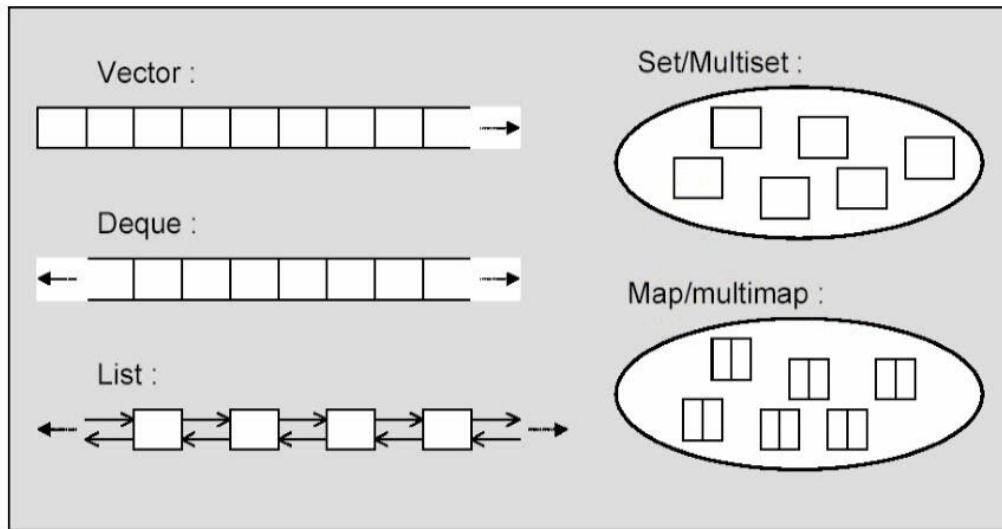 Vector :
Deque :
List :
Set/Multiset :
Map/multimap :